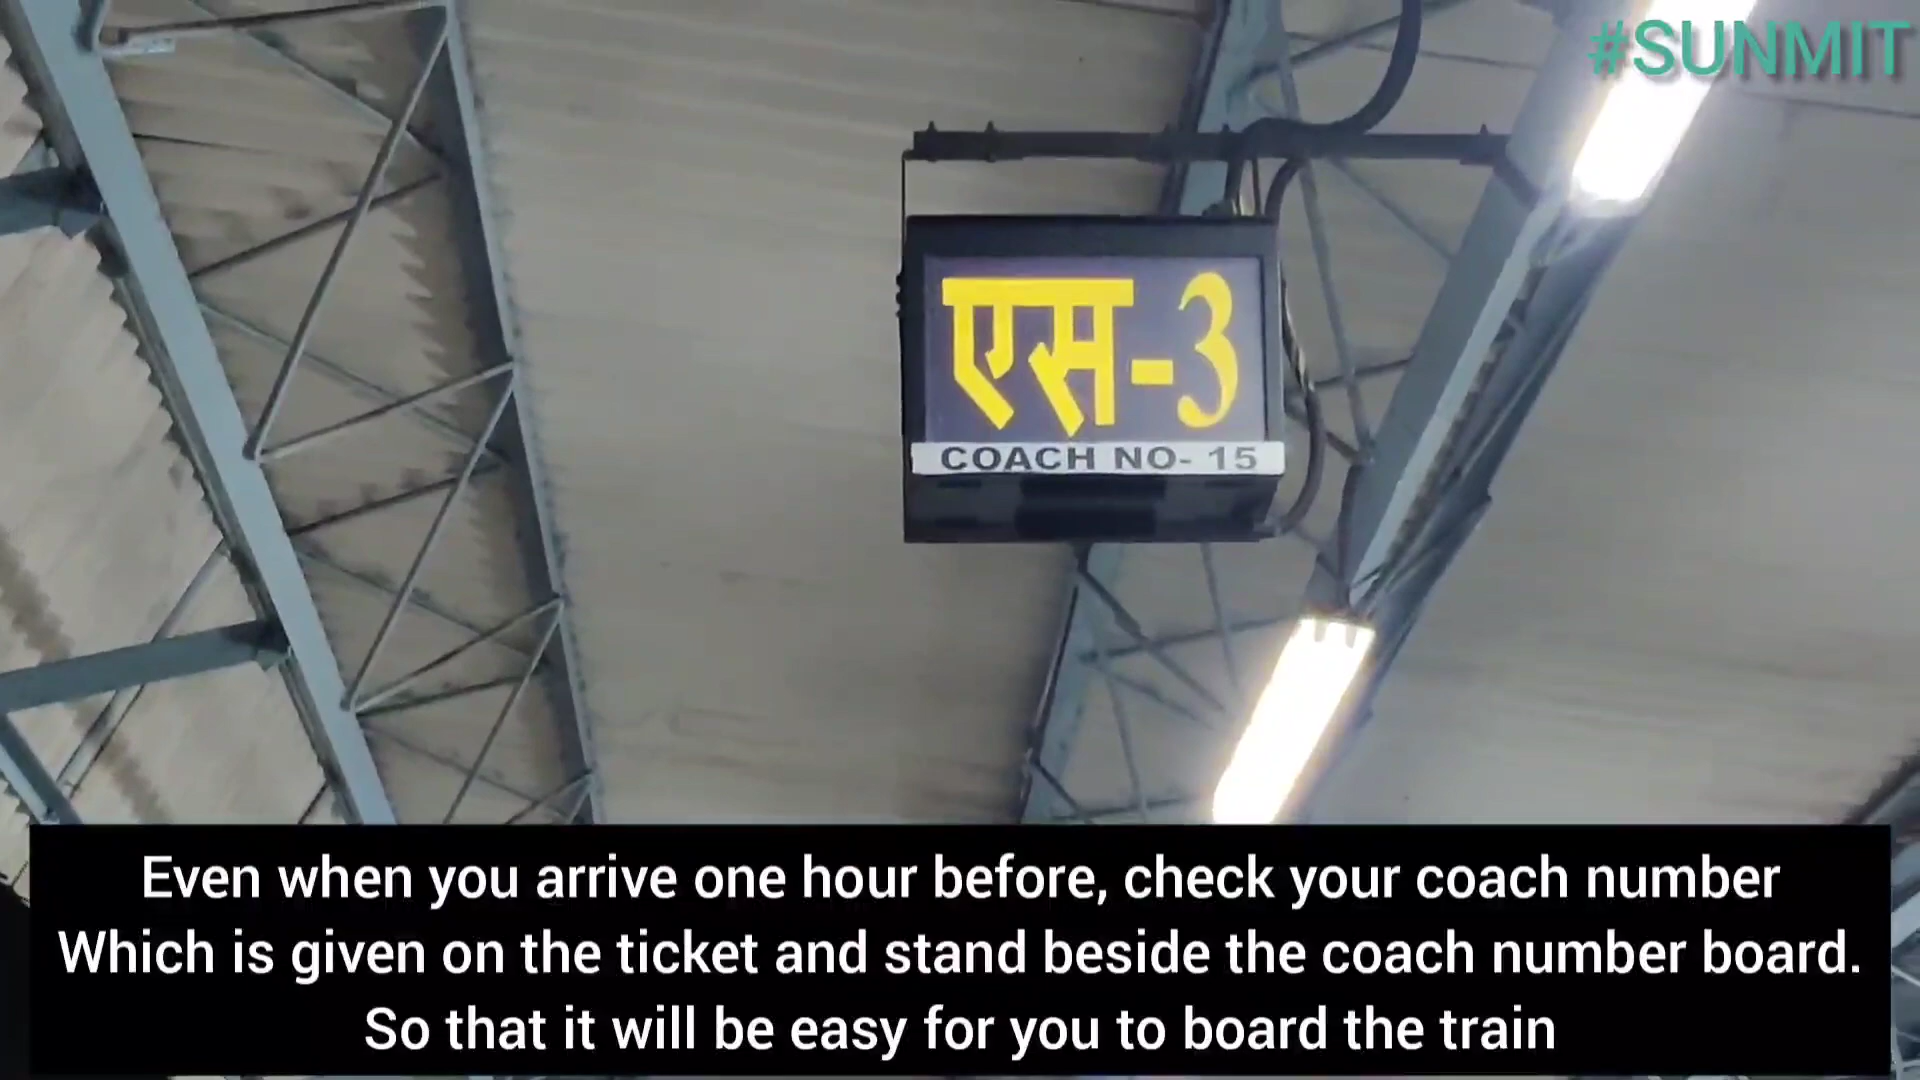 #SUNMIT
एस-3
COACH NO- 15
Even when you arrive one hour before, check your coach number
Which is given on the ticket and stand beside the coach number board.
So that it will be easy for you to board the train